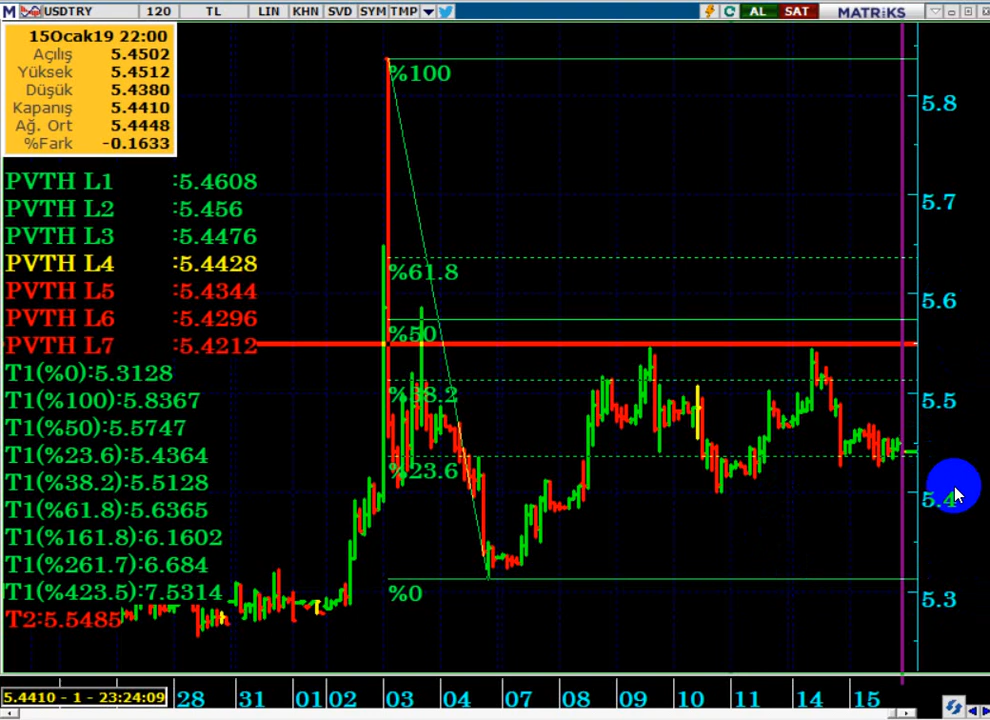 M USDTRY 120 TL LIN KHN SVD SYM TMP AL SAT MATRiKS
15Ocak19 22:00
Açılış 5.4502
Yüksek 5.4512
Düşük 5.4380
Kapanış 5.4410
Ağ. Ort 5.4448
%Fark -0.1633
PVTH L1 :5.4608
PVTH L2 :5.456
PVTH L3 :5.4476
PVTH L4 :5.4428
PVTH L5 :5.4344
PVTH L6 :5.4296
PVTH L7 :5.4212
T1(%0):5.3128
T1(%100):5.8367
T1(%50):5.5747
T1(%23.6):5.4364
T1(%38.2):5.5128
T1(%61.8):5.6365
T1(%161.8):6.1602
T1(%261.7):6.684
T1(%423.5):7.5314
T2:5.5485
%100
%61.8
%50
%38.2
%23.6
%0
5.8
5.7
5.6
5.5
5.4
5.3
5.4410 - 1 - 23:24:09
28 31 01 02 03 04 07 08 09 10 11 14 15